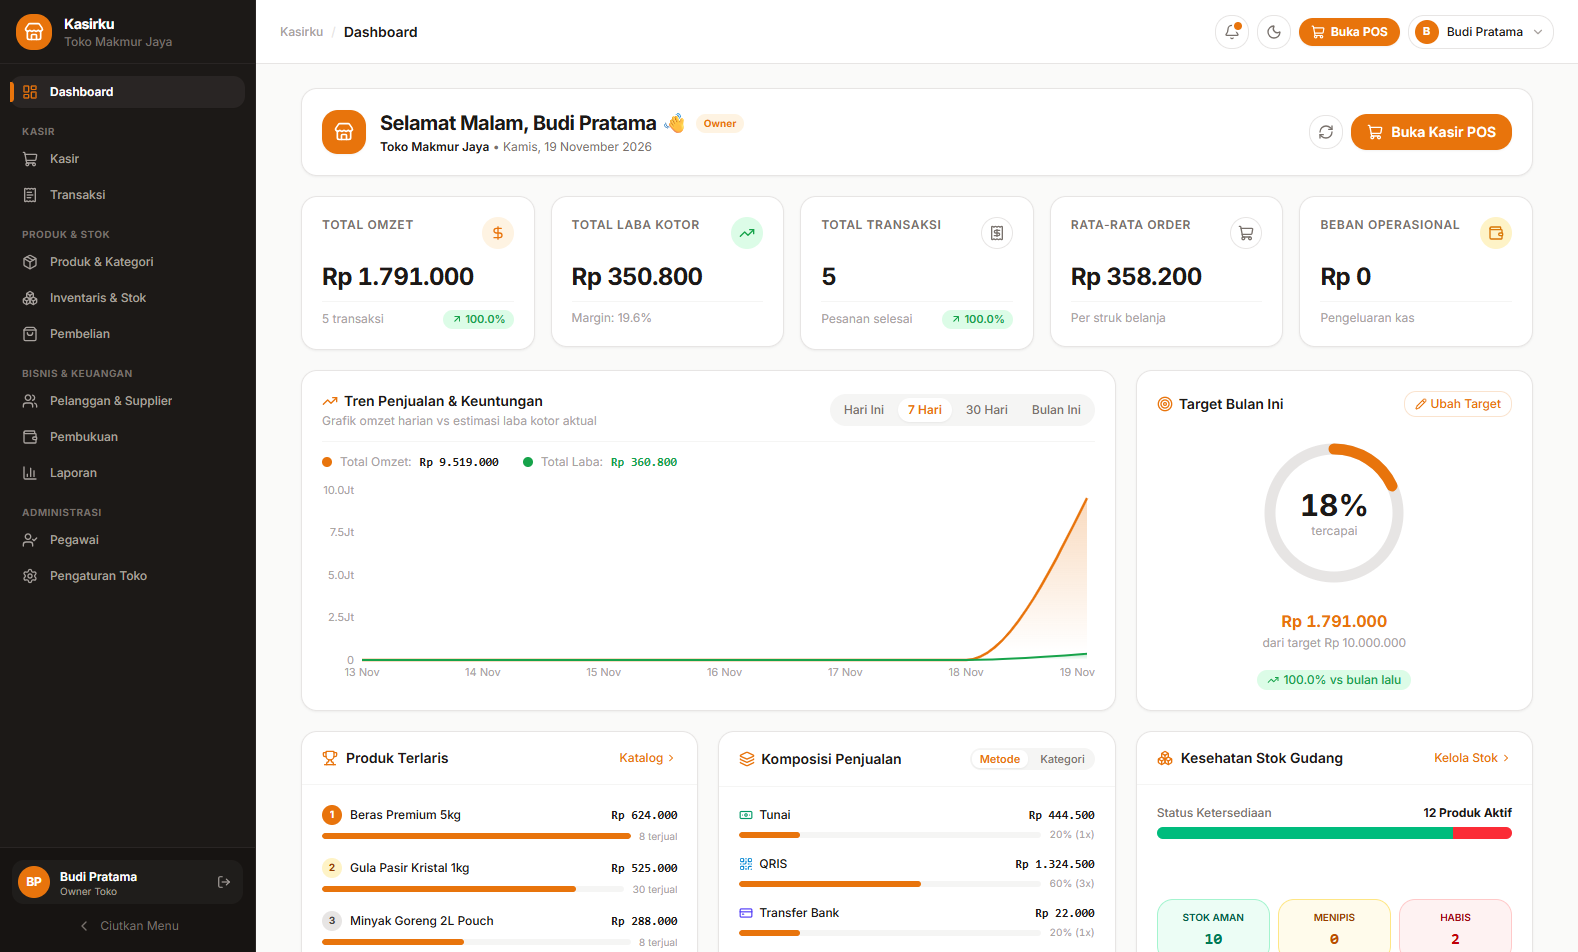 Kasirku
Toko Makmur Jaya
Dashboard
KASIR
Kasir
Transaksi
PRODUK & STOK
Produk & Kategori
Inventaris & Stok
Pembelian
BISNIS & KEUANGAN
Pelanggan & Supplier
Pembukuan
Laporan
ADMINISTRASI
Pegawai
Pengaturan Toko
BP Budi Pratama
Owner Toko
Ciutkan Menu
Kasirku / Dashboard
Buka POS
B Budi Pratama
Selamat Malam, Budi Pratama 👋 Owner
Toko Makmur Jaya • Kamis, 19 November 2026
Buka Kasir POS
TOTAL OMZET
Rp 1.791.000
5 transaksi 100.0%
TOTAL LABA KOTOR
Rp 350.800
Margin: 19.6%
TOTAL TRANSAKSI
5
Pesanan selesai 100.0%
RATA-RATA ORDER
Rp 358.200
Per struk belanja
BEBAN OPERASIONAL
Rp 0
Pengeluaran kas
Tren Penjualan & Keuntungan
Grafik omzet harian vs estimasi laba kotor aktual
Hari Ini 7 Hari 30 Hari Bulan Ini
Total Omzet: Rp 9.519.000 Total Laba: Rp 360.800
10.0Jt
7.5Jt
5.0Jt
2.5Jt
0
13 Nov 14 Nov 15 Nov 16 Nov 17 Nov 18 Nov 19 Nov
Target Bulan Ini Ubah Target
18%
tercapai
Rp 1.791.000
dari target Rp 10.000.000
100.0% vs bulan lalu
Produk Terlaris Katalog
1 Beras Premium 5kg Rp 624.000
8 terjual
2 Gula Pasir Kristal 1kg Rp 525.000
30 terjual
3 Minyak Goreng 2L Pouch Rp 288.000
8 terjual
Komposisi Penjualan Metode Kategori
Tunai Rp 444.500
20% (1x)
QRIS Rp 1.324.500
60% (3x)
Transfer Bank Rp 22.000
20% (1x)
Kesehatan Stok Gudang Kelola Stok
Status Ketersediaan 12 Produk Aktif
STOK AMAN MENIPIS HABIS
10 0 2